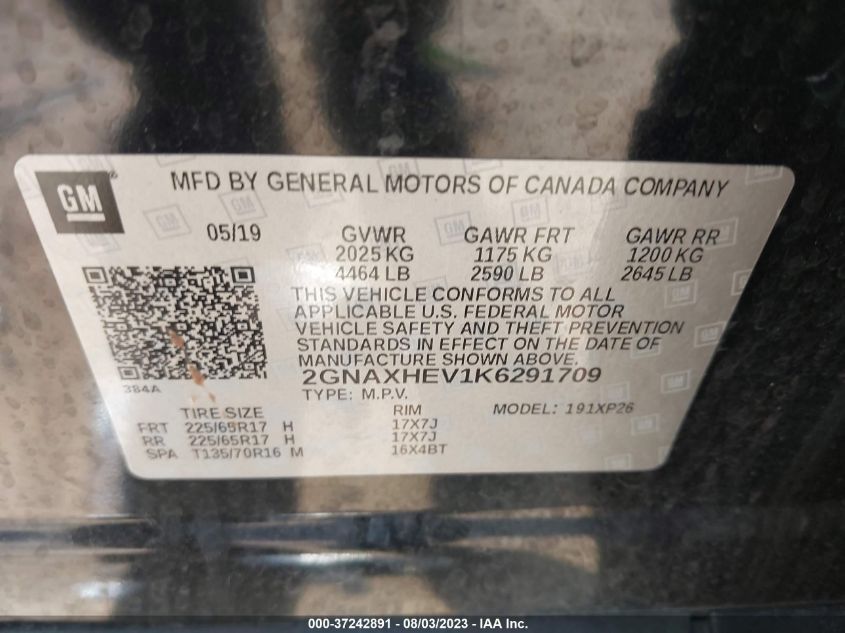 GM
MFD BY GENERAL MOTORS OF CANADA COMPANY
05/19 GVWR GAWR FRT GAWR RR
2025 KG 1175 KG 1200 KG
4464 LB 2590 LB 2645 LB
THIS VEHICLE CONFORMS TO ALL
APPLICABLE U.S. FEDERAL MOTOR
VEHICLE SAFETY AND THEFT PREVENTION
STANDARDS IN EFFECT ON THE DATE OF
MANUFACTURE SHOWN ABOVE.
384A
2GNAXHEV1K6291709
TYPE: M.P.V.
TIRE SIZE RIM MODEL: 191XP26
FRT 225/65R17 H 17X7J
RR 225/65R17 H 17X7J
SPA T135/70R16 M 16X4BT
000-37242891 - 08/03/2023 - IAA Inc.